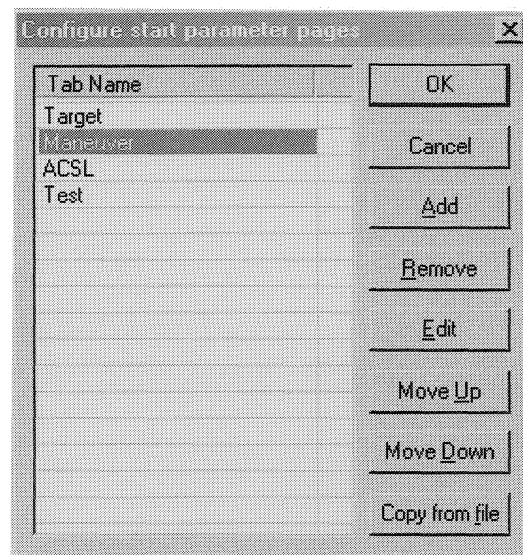 Configure start parameter pages
Tab Name
Target
Maneuver
ACSL
Test
OK
Cancel
Add
Remove
Edit
Move Up
Move Down
Copy from file